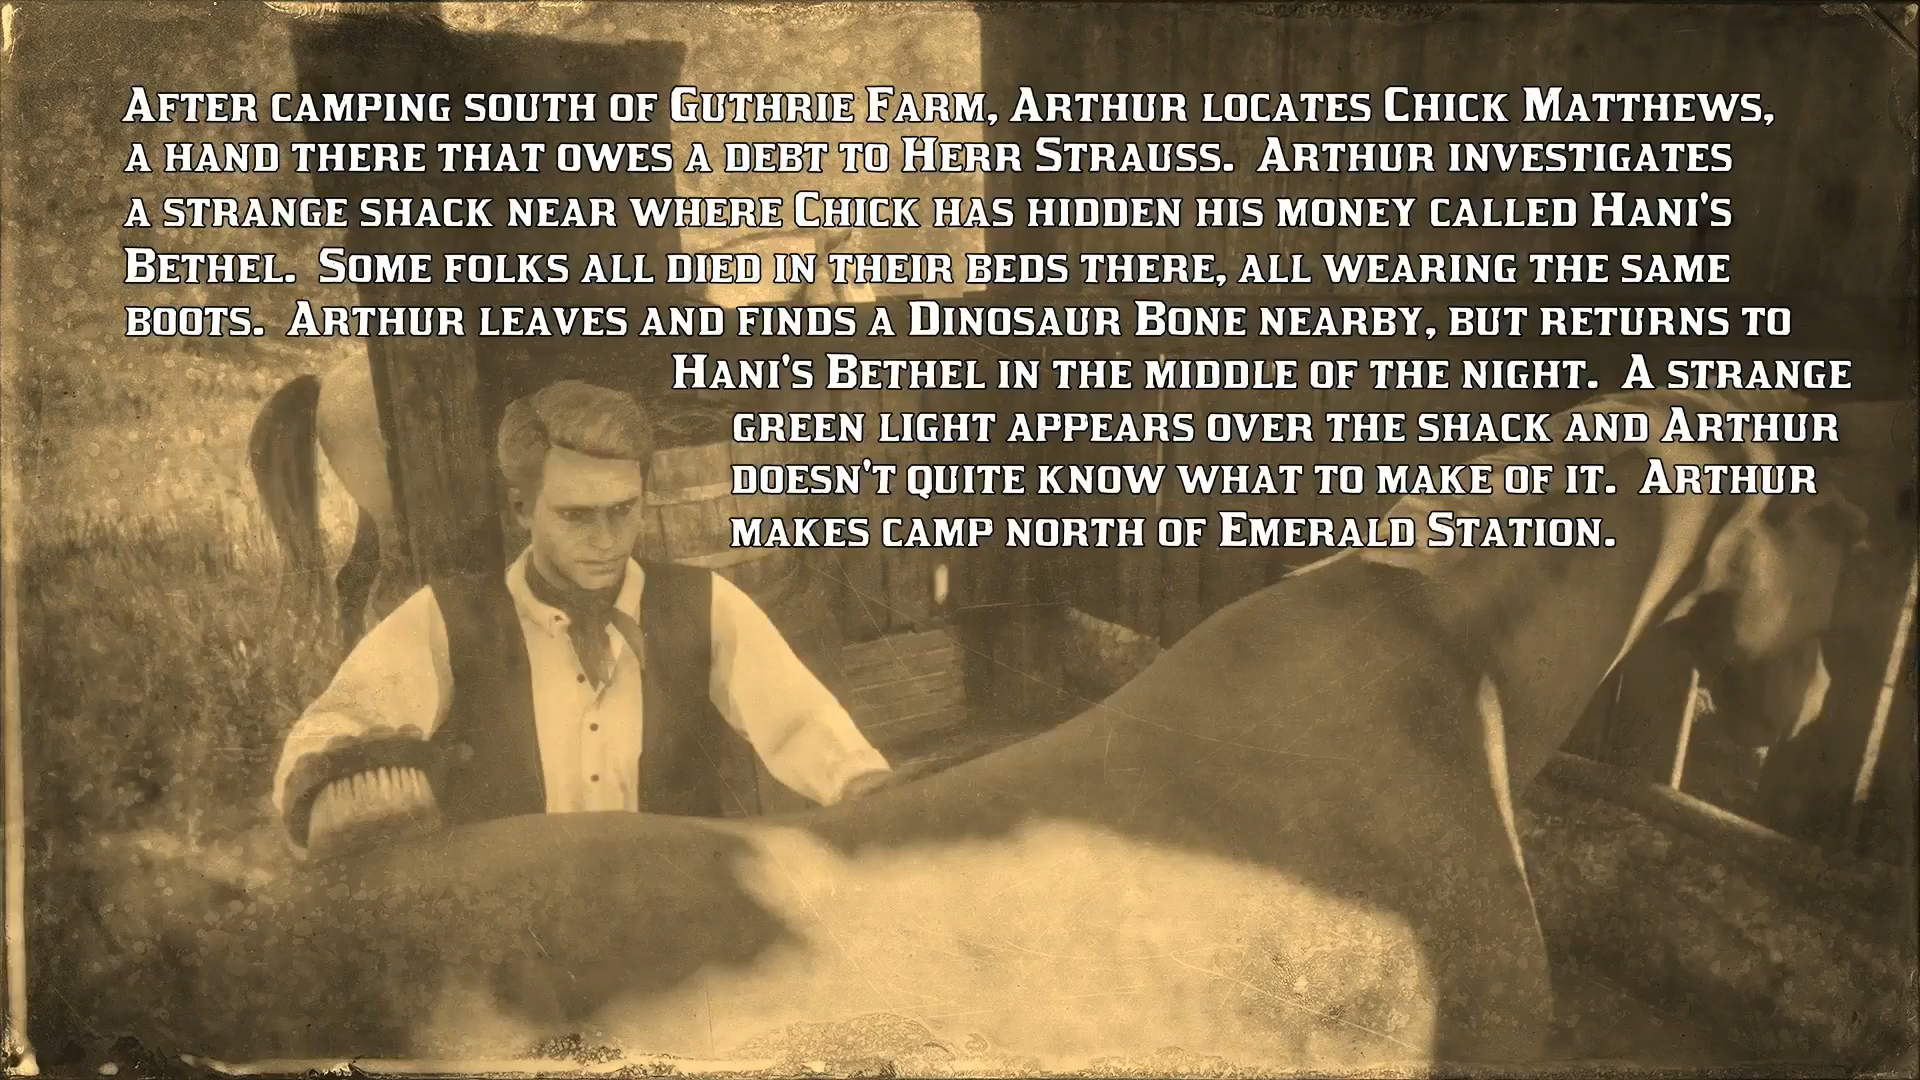 After camping south of Guthrie Farm, Arthur locates Chick Matthews,
a hand there that owes a debt to Herr Strauss. Arthur investigates
a strange shack near where Chick has hidden his money called Hani's
Bethel. Some folks all died in their beds there, all wearing the same
boots. Arthur leaves and finds a Dinosaur Bone nearby, but returns to
Hani's Bethel in the middle of the night. A strange
green light appears over the shack and Arthur
doesn't quite know what to make of it. Arthur
makes camp north of Emerald Station.